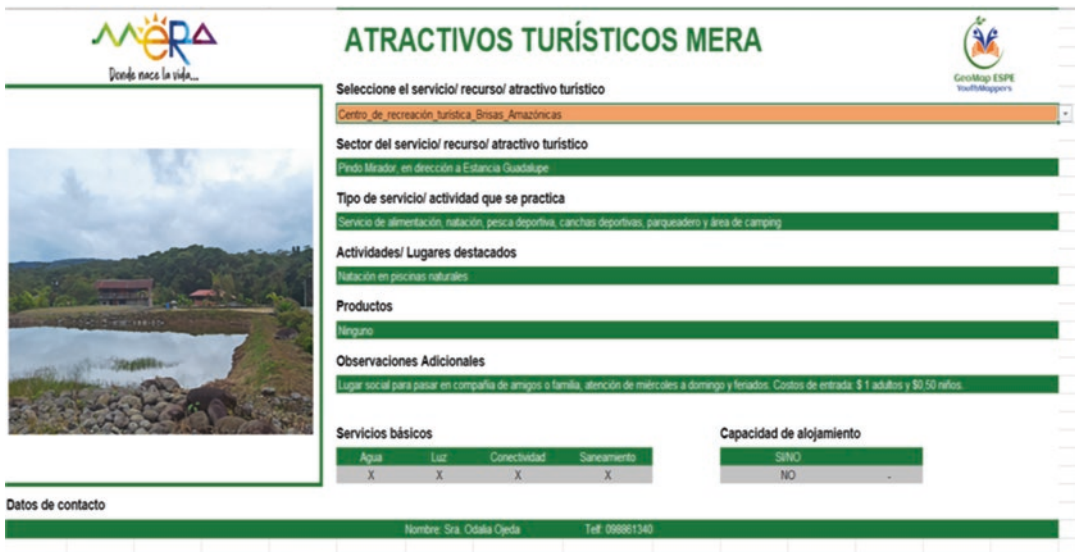 MERA
Donde nace la vida...
ATRACTIVOS TURÍSTICOS MERA
GeoMap ESPE
YouthMappers
Seleccione el servicio/ recurso/ atractivo turístico
Centro_de_recreación_turística_Brisas_Amazónicas
Sector del servicio/ recurso/ atractivo turístico
Pindo Mirador, en dirección a Estancia Guadalupe
Tipo de servicio/ actividad que se practica
Servicio de alimentación, natación, pesca deportiva, canchas deportivas, parqueadero y área de camping
Actividades/ Lugares destacados
Natación en piscinas naturales
Productos
Ninguno
Observaciones Adicionales
Lugar social para pasar en compañía de amigos o familia, atención de miércoles a domingo y feriados. Costos de entrada: $ 1 adultos y $0,50 niños.
Servicios básicos
Capacidad de alojamiento
Agua Luz Conectividad Saneamiento SI/NO
X X X X NO -
Datos de contacto
Nombre: Sra. Odalia Ojeda Telf: 098861340